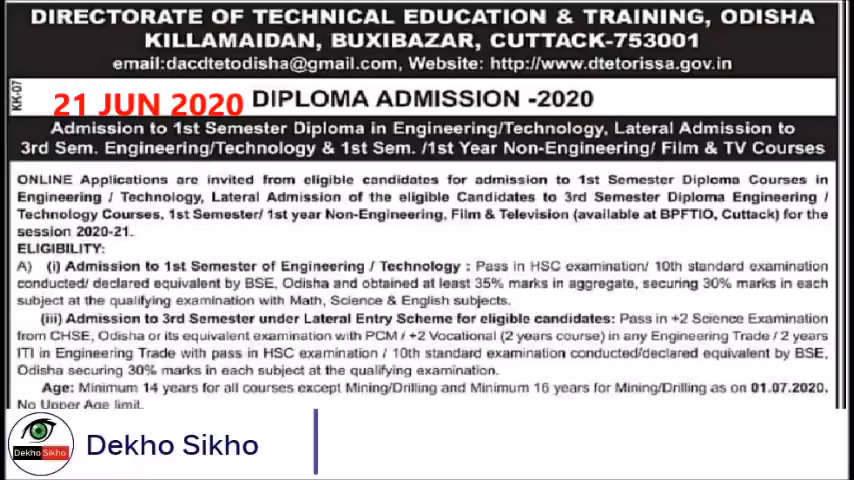 DIRECTORATE OF TECHNICAL EDUCATION & TRAINING, ODISHA
KILLAMAIDAN, BUXIBAZAR, CUTTACK-753001
email:dacdtetodisha@gmail.com, Website: http://www.dtetorissa.gov.in
KK-07
21 JUN 2020 DIPLOMA ADMISSION -2020
Admission to 1st Semester Diploma in Engineering/Technology, Lateral Admission to
3rd Sem. Engineering/Technology & 1st Sem. /1st Year Non-Engineering/ Film & TV Courses
ONLINE Applications are invited from eligible candidates for admission to 1st Semester Diploma Courses in
Engineering / Technology, Lateral Admission of the eligible Candidates to 3rd Semester Diploma Engineering /
Technology Courses, 1st Semester/ 1st year Non-Engineering, Film & Television (available at BPFTIO, Cuttack) for the
session 2020-21.
ELIGIBILITY:
A) (i) Admission to 1st Semester of Engineering / Technology : Pass in HSC examination/ 10th standard examination
conducted/ declared equivalent by BSE, Odisha and obtained at least 35% marks in aggregate, securing 30% marks in each
subject at the qualifying examination with Math, Science & English subjects.
(iii) Admission to 3rd Semester under Lateral Entry Scheme for eligible candidates: Pass in +2 Science Examination
from CHSE, Odisha or its equivalent examination with PCM / +2 Vocational (2 years course) in any Engineering Trade / 2 years
ITI in Engineering Trade with pass in HSC examination / 10th standard examination conducted/declared equivalent by BSE,
Odisha securing 30% marks in each subject at the qualifying examination.
Age: Minimum 14 years for all courses except Mining/Drilling and Minimum 16 years for Mining/Drilling as on 01.07.2020.
No Upper Age limit.
Dekho Sikho
Dekho Sikho